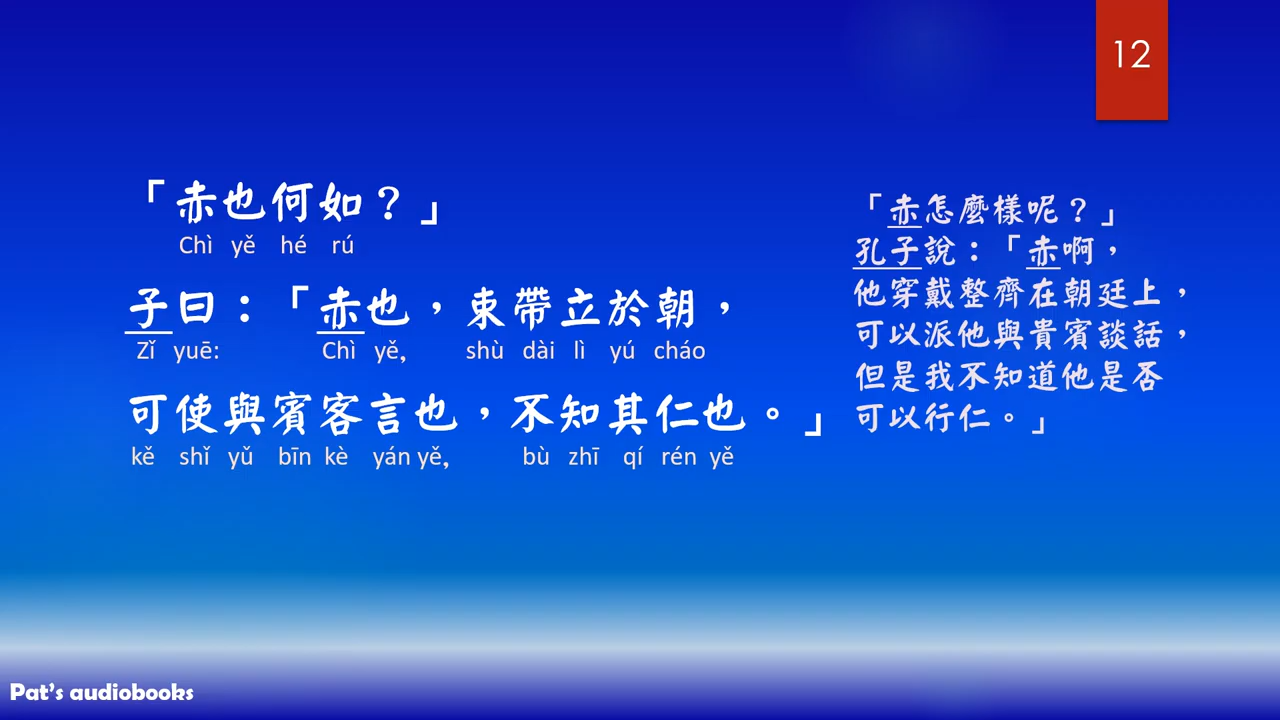 12
「赤也何如？」
Chì yě hé rú
子曰：「赤也，束帶立於朝，
Zǐ yuē: Chì yě, shù dài lì yú cháo
可使與賓客言也，不知其仁也。」
kě shǐ yǔ bīn kè yán yě, bù zhī qí rén yě
「赤怎麼樣呢？」
孔子說：「赤啊，
他穿戴整齊在朝廷上，
可以派他與貴賓談話，
但是我不知道他是否
可以行仁。」
Pat's audiobooks